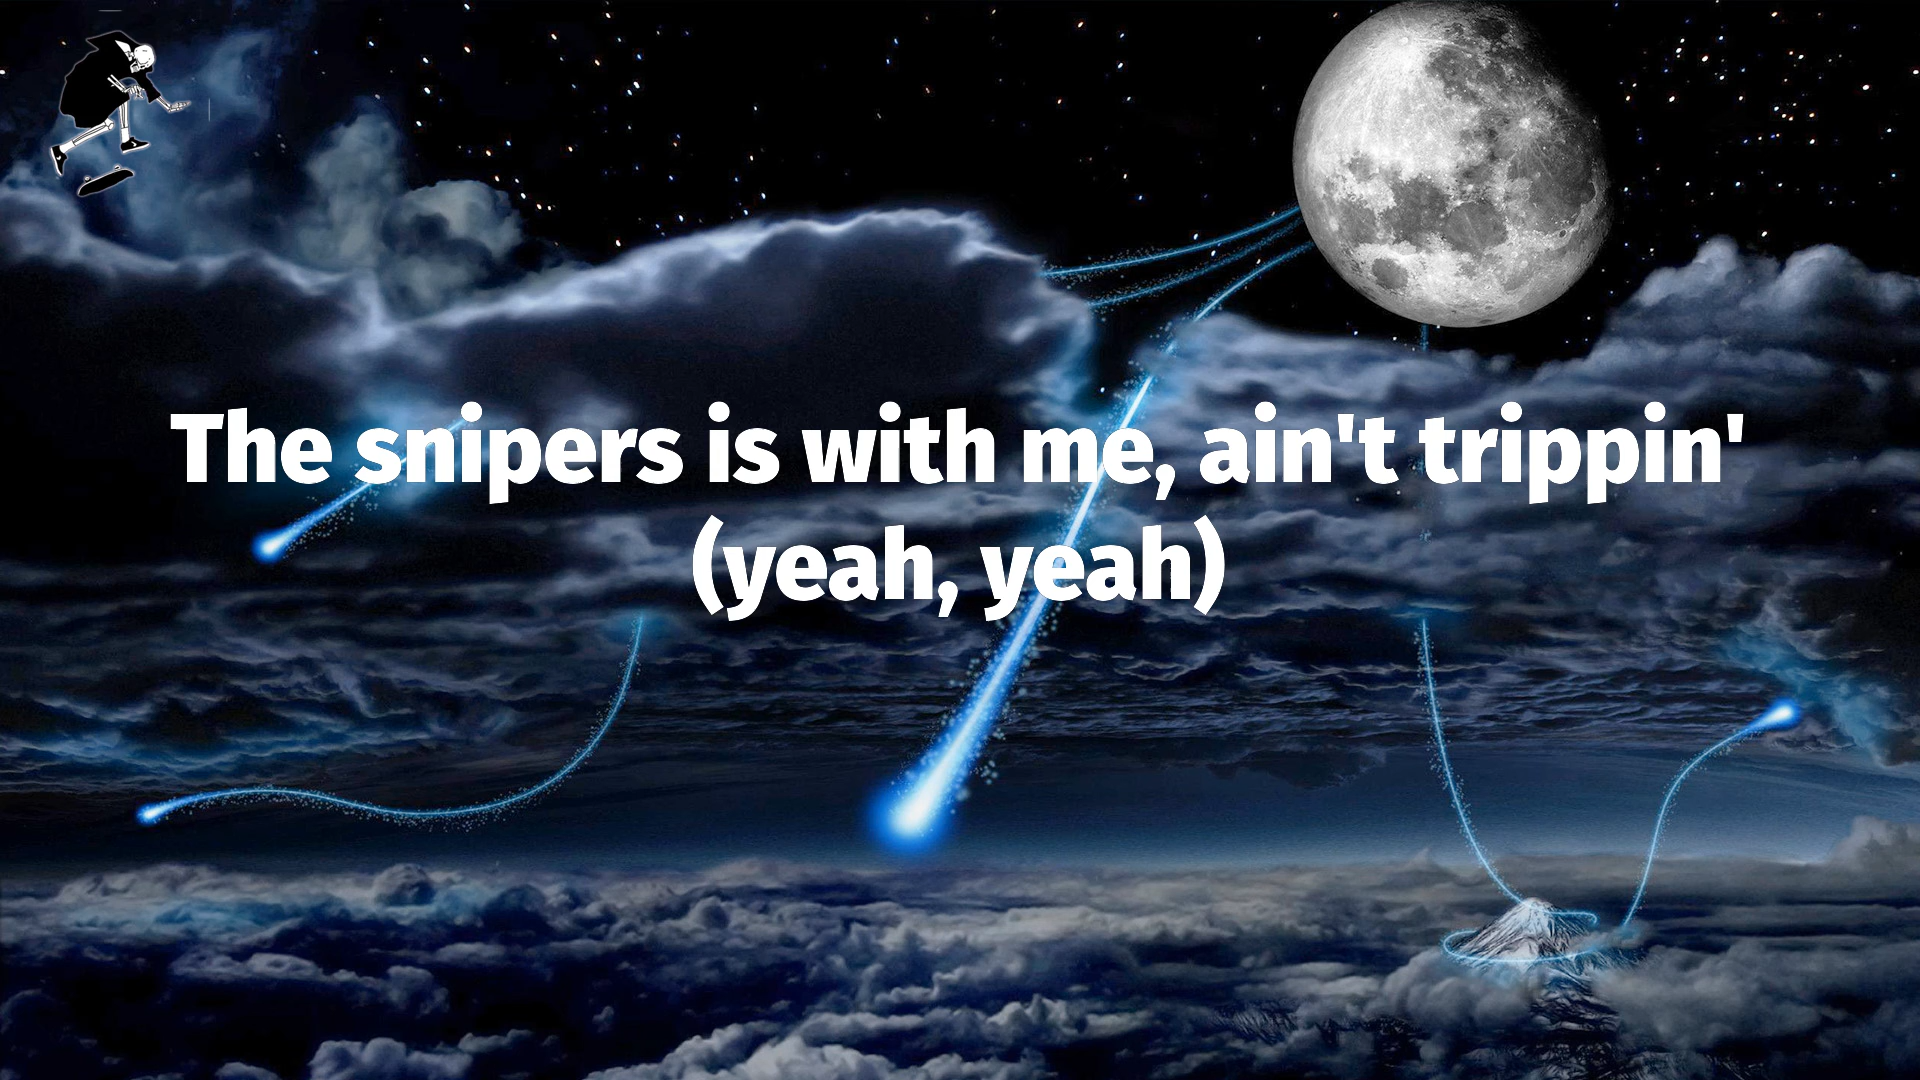 The snipers is with me, ain't trippin'
(yeah, yeah)